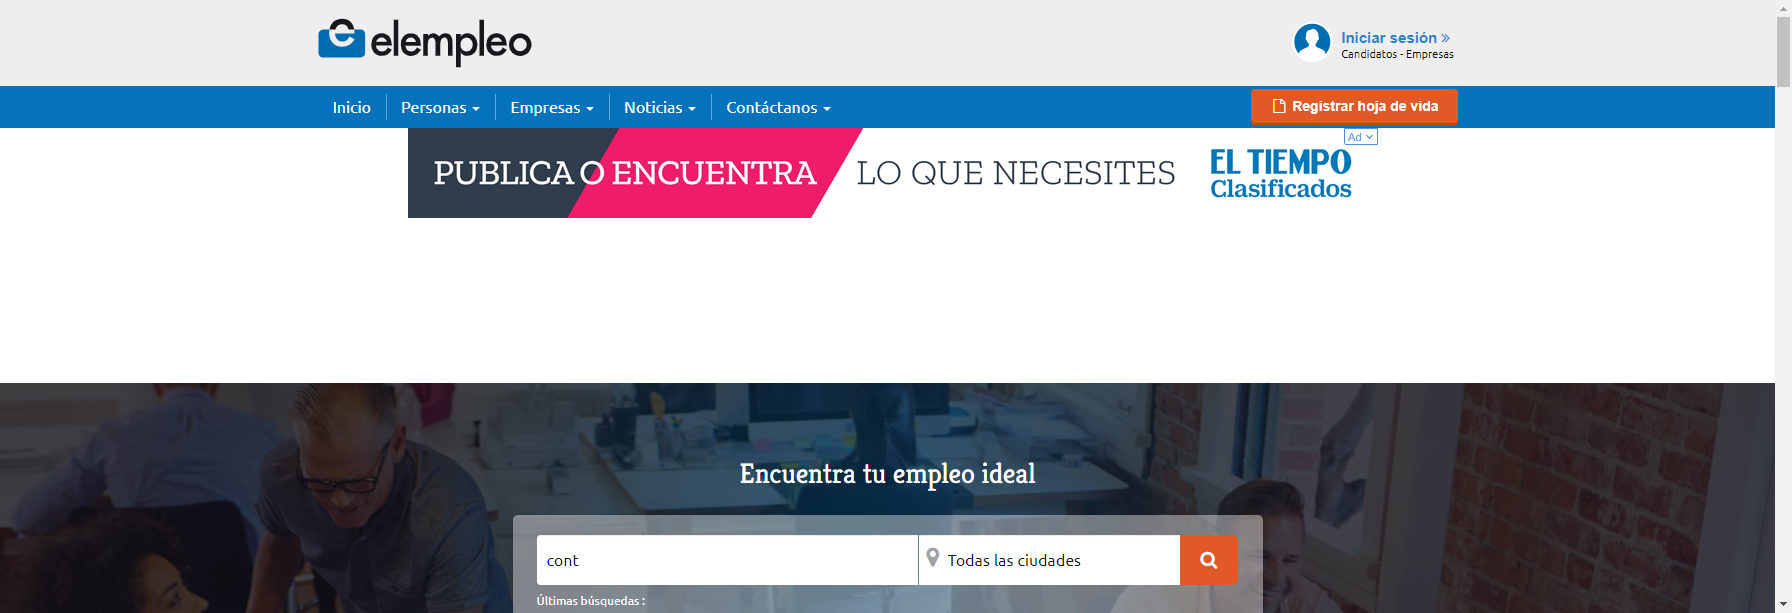 elempleo
Iniciar sesión »
Candidatos - Empresas
Inicio
Personas
Empresas
Noticias
Contáctanos
Registrar hoja de vida
Ad
PUBLICA O ENCUENTRA LO QUE NECESITES
EL TIEMPO
Clasificados
Encuentra tu empleo ideal
cont
Todas las ciudades
Últimas búsquedas :